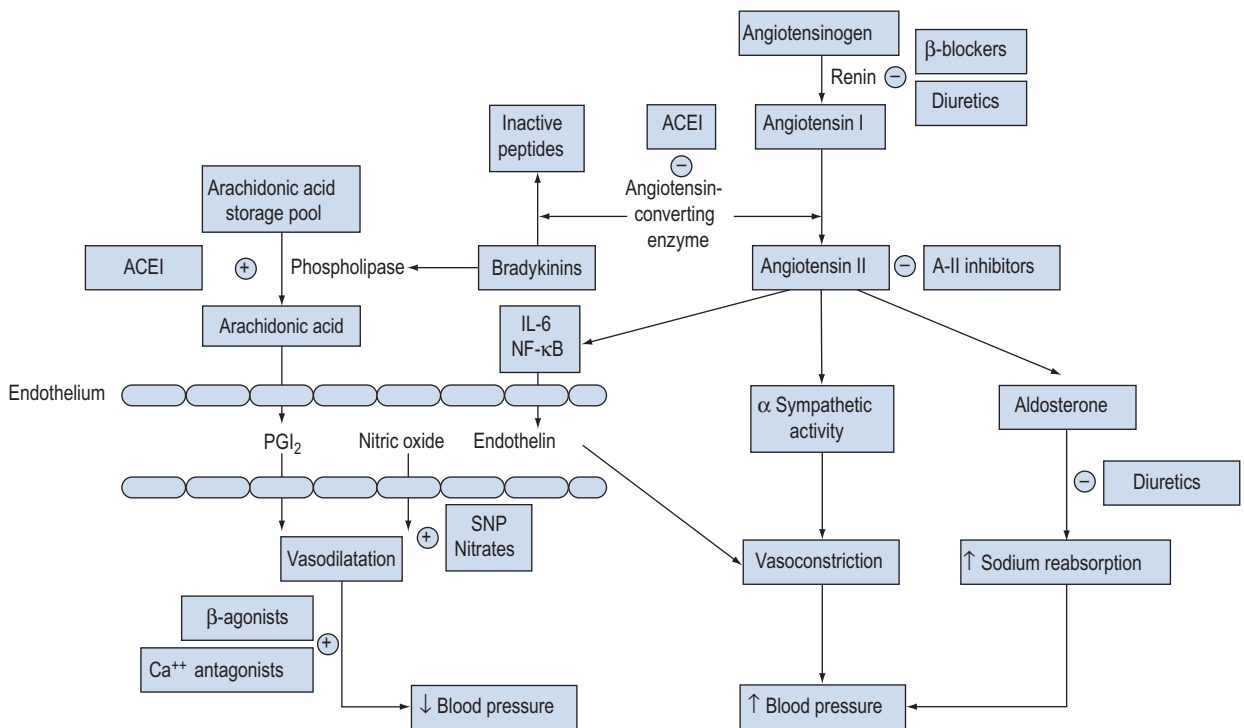 Angiotensinogen
β-blockers
Renin −
Diuretics
Inactive
peptides
ACEI
Angiotensin I
−
Arachidonic acid
storage pool
Angiotensin-
converting
enzyme
ACEI
+
Phospholipase
Bradykinins
Angiotensin II
−
A-II inhibitors
Arachidonic acid
IL-6
NF-κB
Endothelium
α Sympathetic
activity
Aldosterone
PGI₂
Nitric oxide
Endothelin
−
Diuretics
+
SNP
Nitrates
Vasodilatation
Vasoconstriction
↑ Sodium reabsorption
β-agonists
+
Ca⁺⁺ antagonists
↓ Blood pressure
↑ Blood pressure